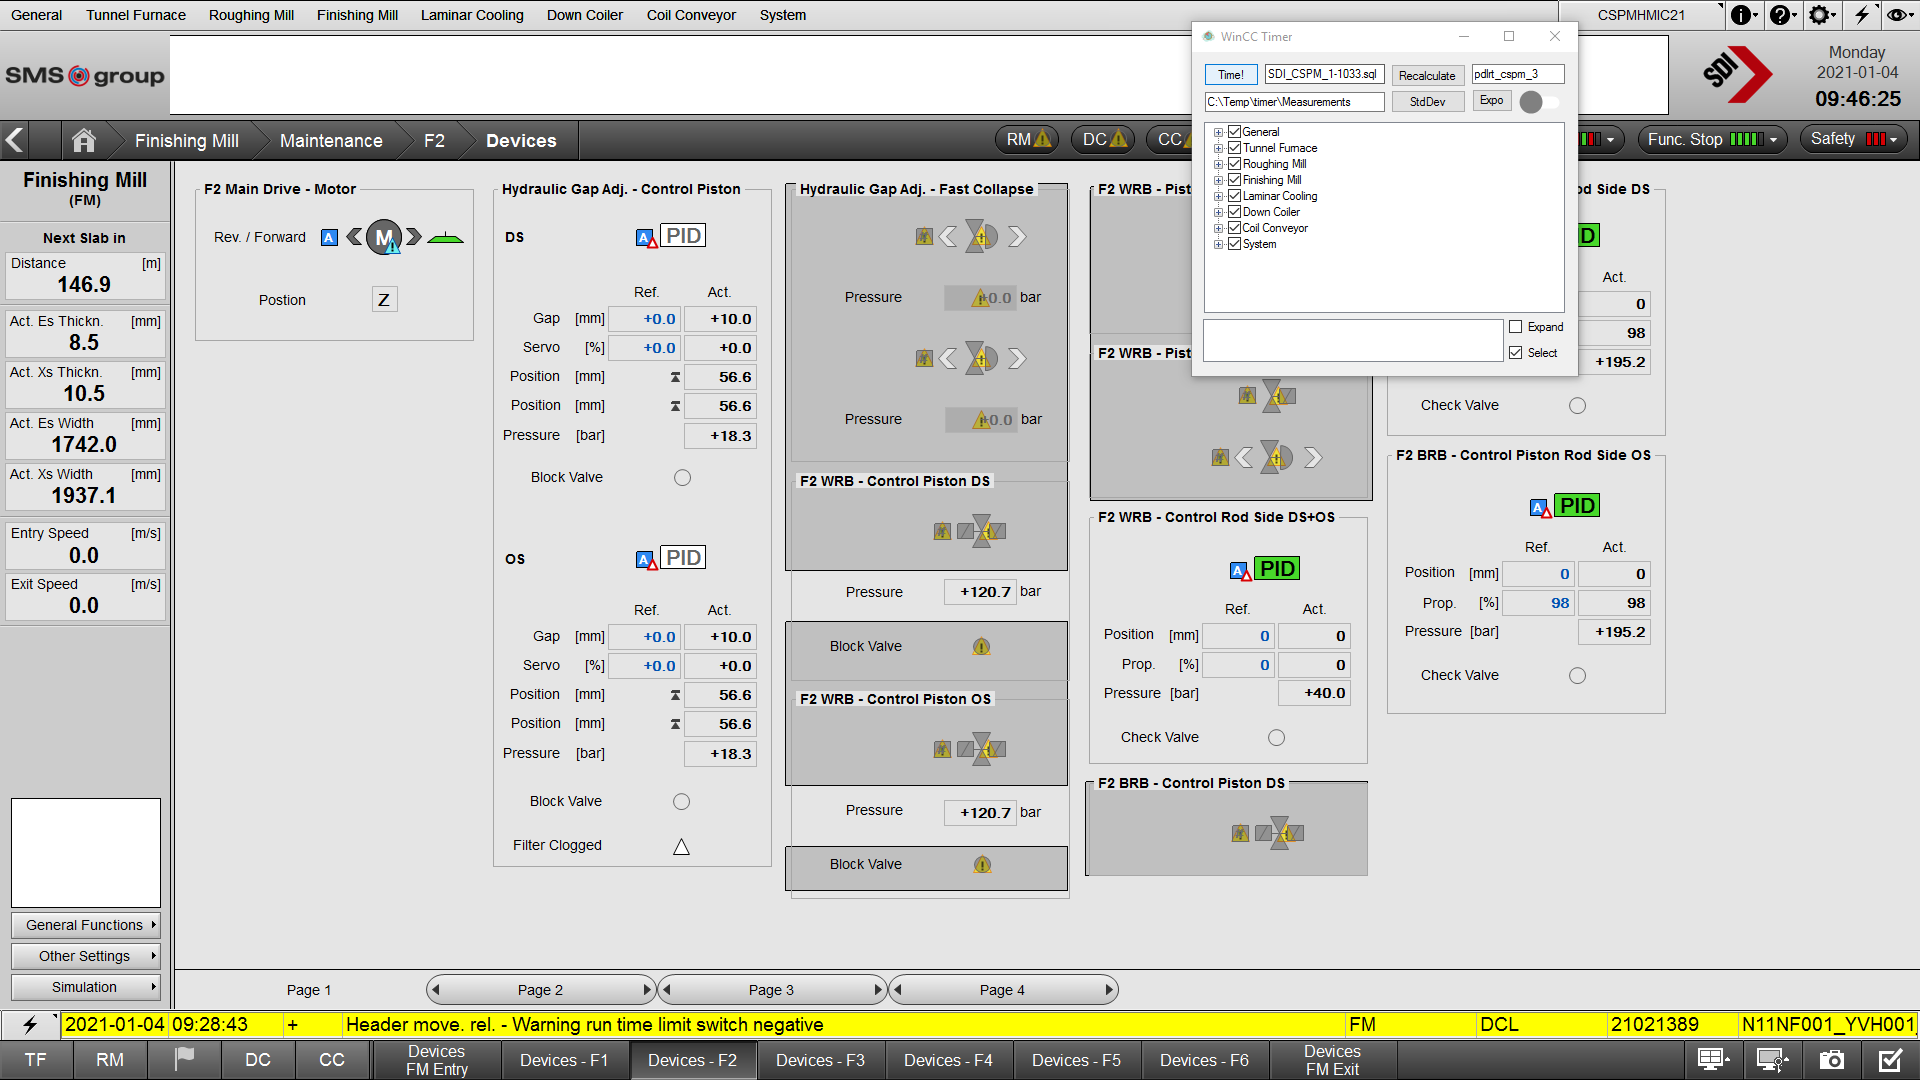 General Tunnel Furnace Roughing Mill Finishing Mill Laminar Cooling Down Coiler Coil Conveyor System CSPMHMIC21
SMS group
SDI
Monday
2021-01-04
09:46:25
WinCC Timer
Time! SDI_CSPM_1-1033.sql Recalculate pdlrt_cspm_3
C:\Temp\timer\Measurements StdDev Expo
General
Tunnel Furnace
Roughing Mill
Finishing Mill
Laminar Cooling
Down Coiler
Coil Conveyor
System
Expand
Select
Finishing Mill Maintenance F2 Devices RM DC CC Func. Stop Safety
Finishing Mill
(FM)
Next Slab in
Distance [m]
146.9
Act. Es Thickn. [mm]
8.5
Act. Xs Thickn. [mm]
10.5
Act. Es Width [mm]
1742.0
Act. Xs Width [mm]
1937.1
Entry Speed [m/s]
0.0
Exit Speed [m/s]
0.0
General Functions
Other Settings
Simulation
F2 Main Drive - Motor
Rev. / Forward A M
Postion Z
Hydraulic Gap Adj. - Control Piston
DS A PID
Ref. Act.
Gap [mm] +0.0 +10.0
Servo [%] +0.0 +0.0
Position [mm] 56.6
Position [mm] 56.6
Pressure [bar] +18.3
Block Valve
OS A PID
Ref. Act.
Gap [mm] +0.0 +10.0
Servo [%] +0.0 +0.0
Position [mm] 56.6
Position [mm] 56.6
Pressure [bar] +18.3
Block Valve
Filter Clogged
Hydraulic Gap Adj. - Fast Collapse
Pressure +0.0 bar
Pressure +0.0 bar
F2 WRB - Control Piston DS
Pressure +120.7 bar
Block Valve
F2 WRB - Control Piston OS
Pressure +120.7 bar
Block Valve
F2 WRB - Pist
F2 WRB - Pist
F2 WRB - Control Rod Side DS+OS
A PID
Ref. Act.
Position [mm] 0 0
Prop. [%] 0 0
Pressure [bar] +40.0
Check Valve
F2 BRB - Control Piston DS
od Side DS
D
Act.
0
98
+195.2
Check Valve
F2 BRB - Control Piston Rod Side OS
A PID
Ref. Act.
Position [mm] 0 0
Prop. [%] 98 98
Pressure [bar] +195.2
Check Valve
Page 1 Page 2 Page 3 Page 4
2021-01-04 09:28:43 + Header move. rel. - Warning run time limit switch negative FM DCL 21021389 N11NF001_YVH001_
TF RM DC CC Devices FM Entry Devices - F1 Devices - F2 Devices - F3 Devices - F4 Devices - F5 Devices - F6 Devices FM Exit